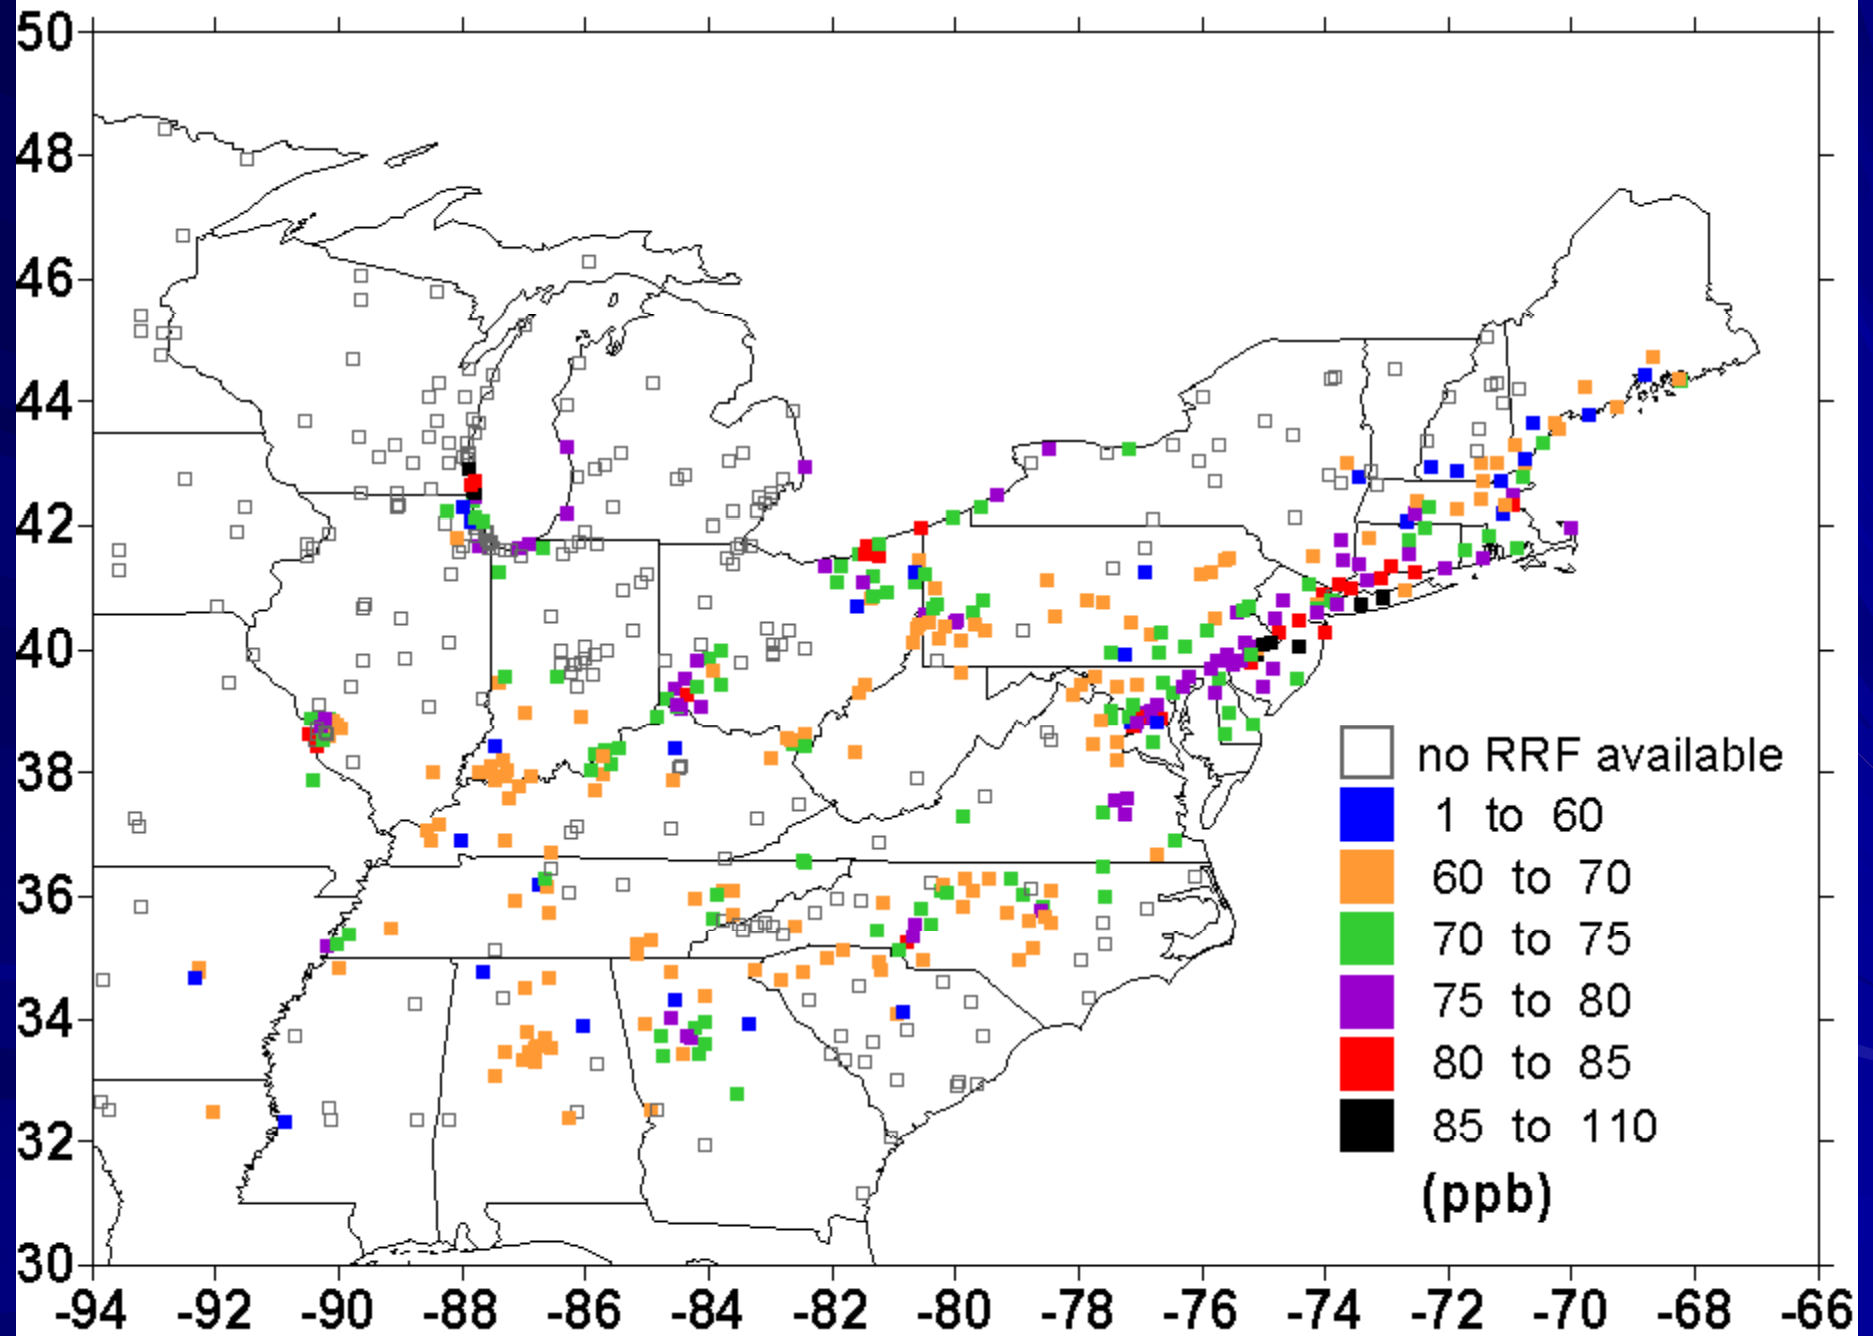 50
48
46
44
42
40
38
36
34
32
30
no RRF available
1 to 60
60 to 70
70 to 75
75 to 80
80 to 85
85 to 110
(ppb)
-94 -92 -90 -88 -86 -84 -82 -80 -78 -76 -74 -72 -70 -68 -66